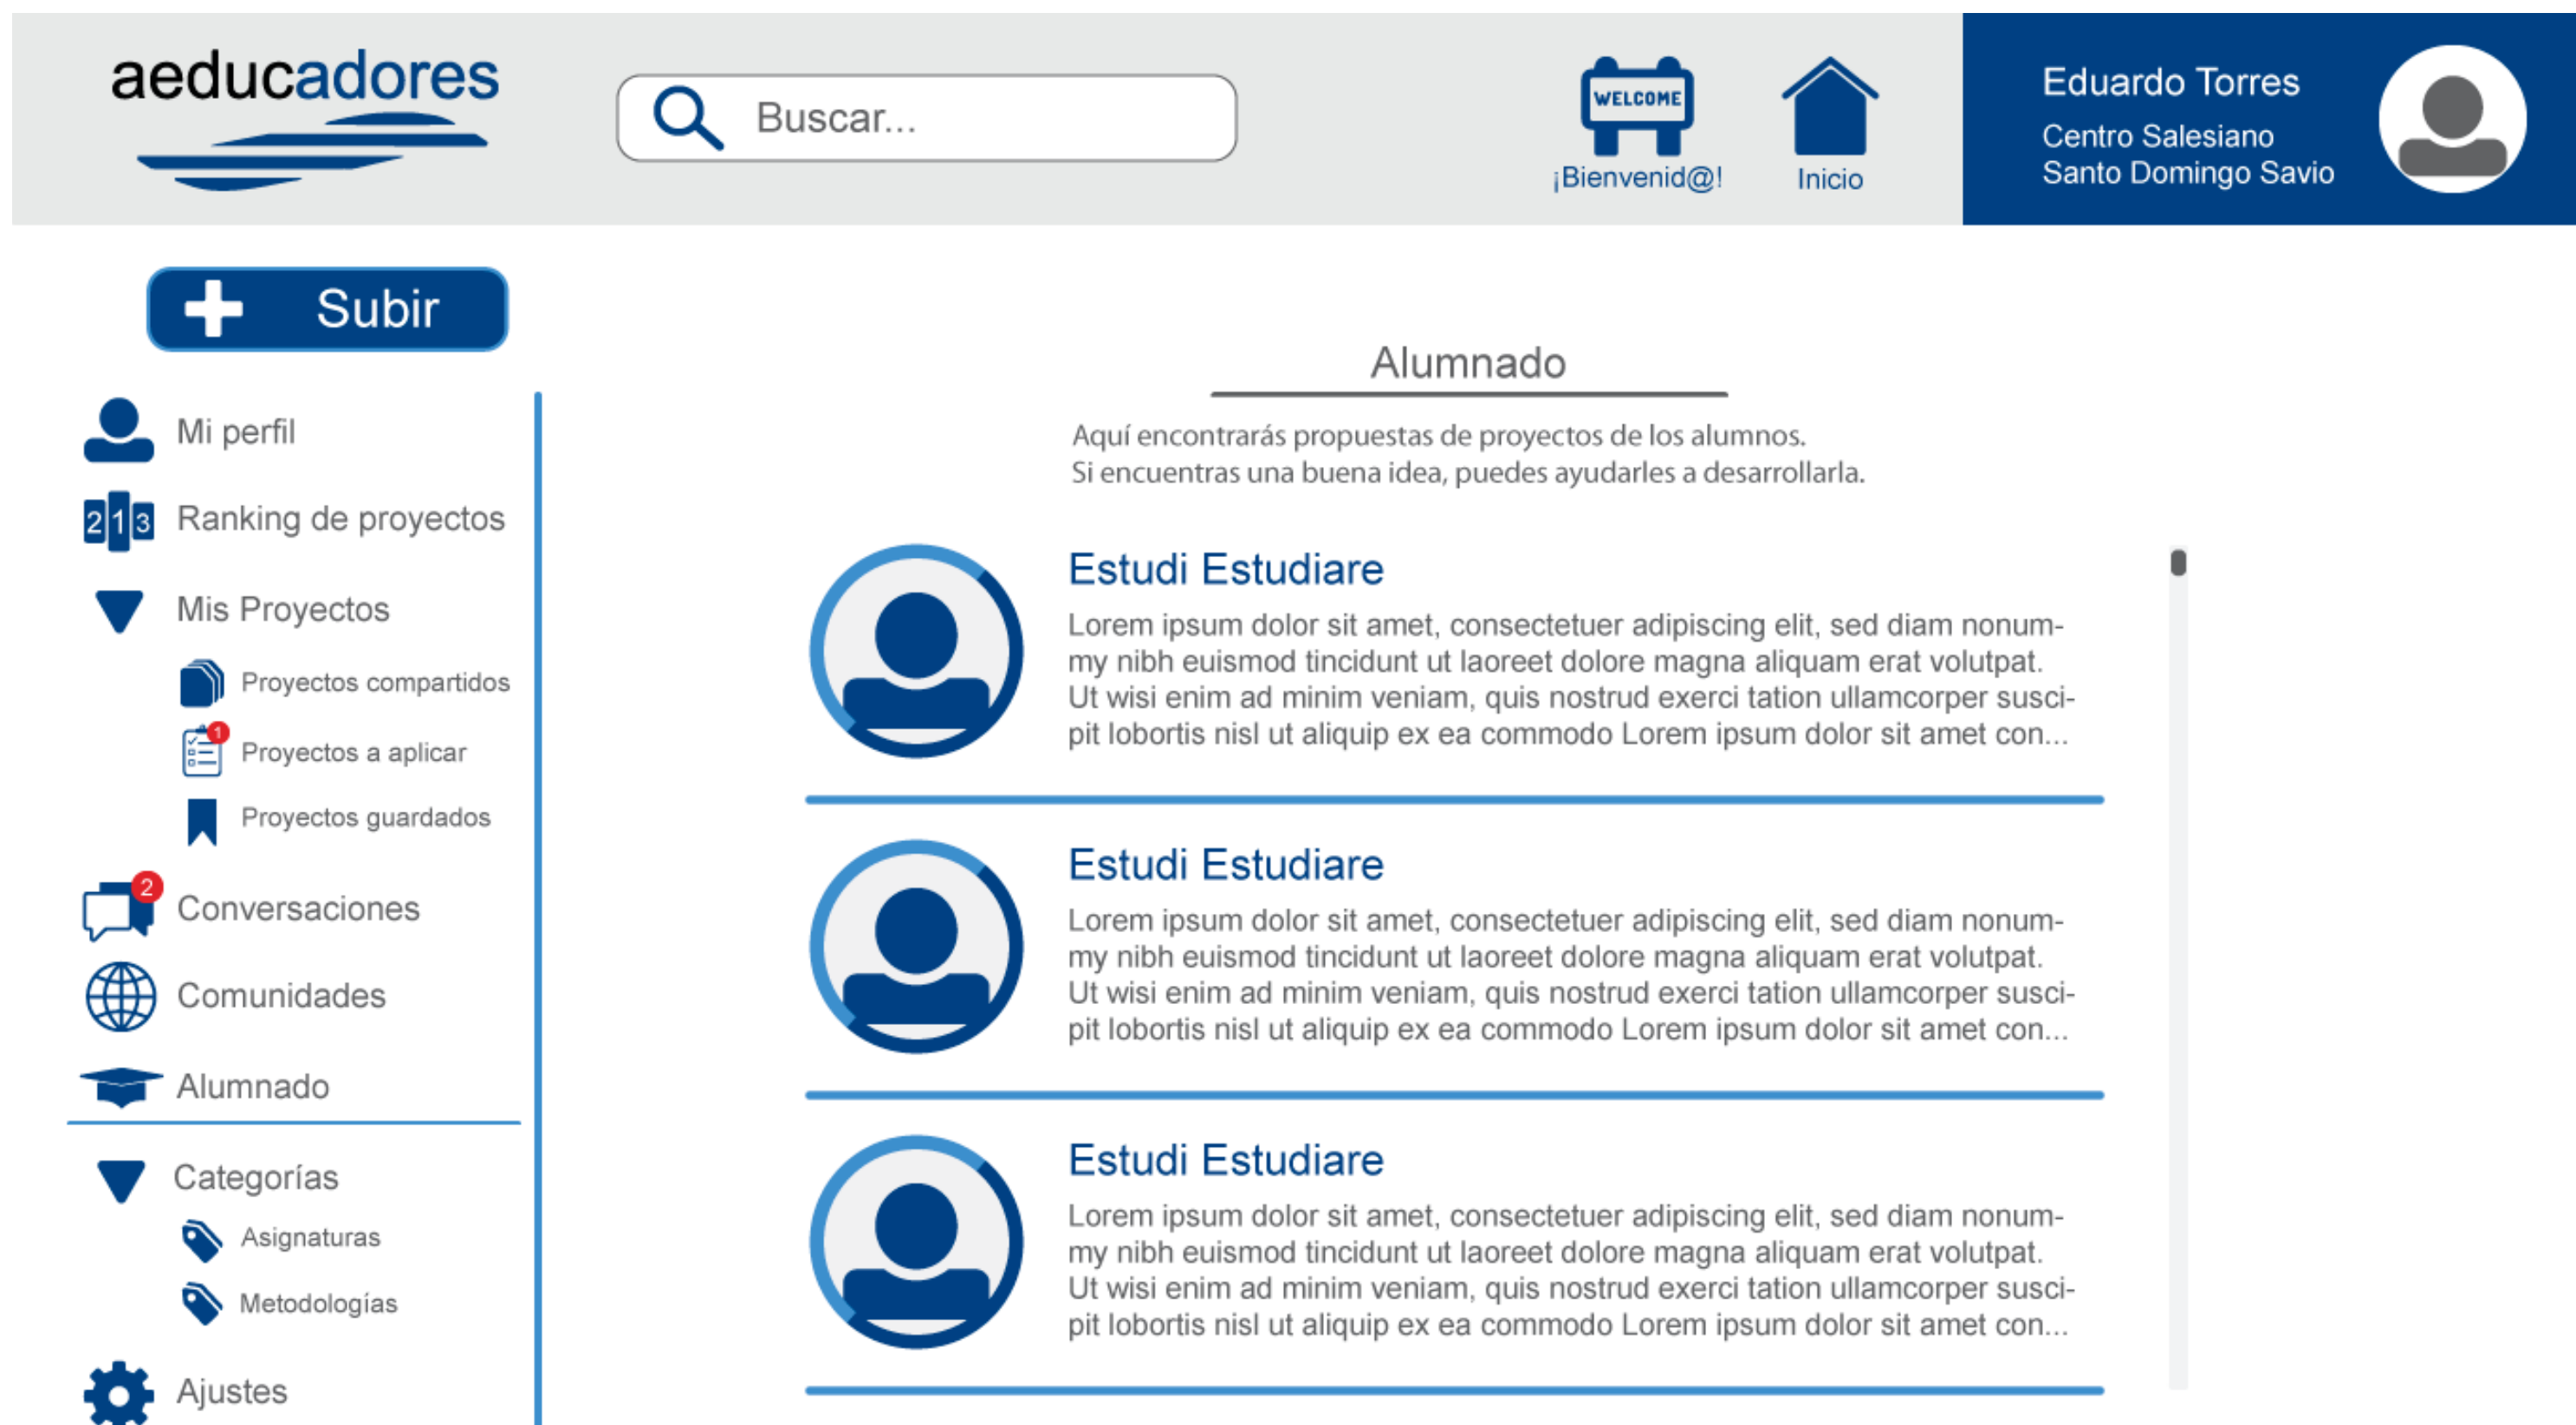 aeducadores
Buscar...
WELCOME
¡Bienvenid@!
Inicio
Eduardo Torres
Centro Salesiano
Santo Domingo Savio
Subir
Mi perfil
2 1 3
Ranking de proyectos
Mis Proyectos
Proyectos compartidos
1
Proyectos a aplicar
Proyectos guardados
2
Conversaciones
Comunidades
Alumnado
Categorías
Asignaturas
Metodologías
Ajustes
Alumnado
Aquí encontrarás propuestas de proyectos de los alumnos.
Si encuentras una buena idea, puedes ayudarles a desarrollarla.
Estudi Estudiare
Lorem ipsum dolor sit amet, consectetuer adipiscing elit, sed diam nonum-
my nibh euismod tincidunt ut laoreet dolore magna aliquam erat volutpat.
Ut wisi enim ad minim veniam, quis nostrud exerci tation ullamcorper susci-
pit lobortis nisl ut aliquip ex ea commodo Lorem ipsum dolor sit amet con...
Estudi Estudiare
Lorem ipsum dolor sit amet, consectetuer adipiscing elit, sed diam nonum-
my nibh euismod tincidunt ut laoreet dolore magna aliquam erat volutpat.
Ut wisi enim ad minim veniam, quis nostrud exerci tation ullamcorper susci-
pit lobortis nisl ut aliquip ex ea commodo Lorem ipsum dolor sit amet con...
Estudi Estudiare
Lorem ipsum dolor sit amet, consectetuer adipiscing elit, sed diam nonum-
my nibh euismod tincidunt ut laoreet dolore magna aliquam erat volutpat.
Ut wisi enim ad minim veniam, quis nostrud exerci tation ullamcorper susci-
pit lobortis nisl ut aliquip ex ea commodo Lorem ipsum dolor sit amet con...